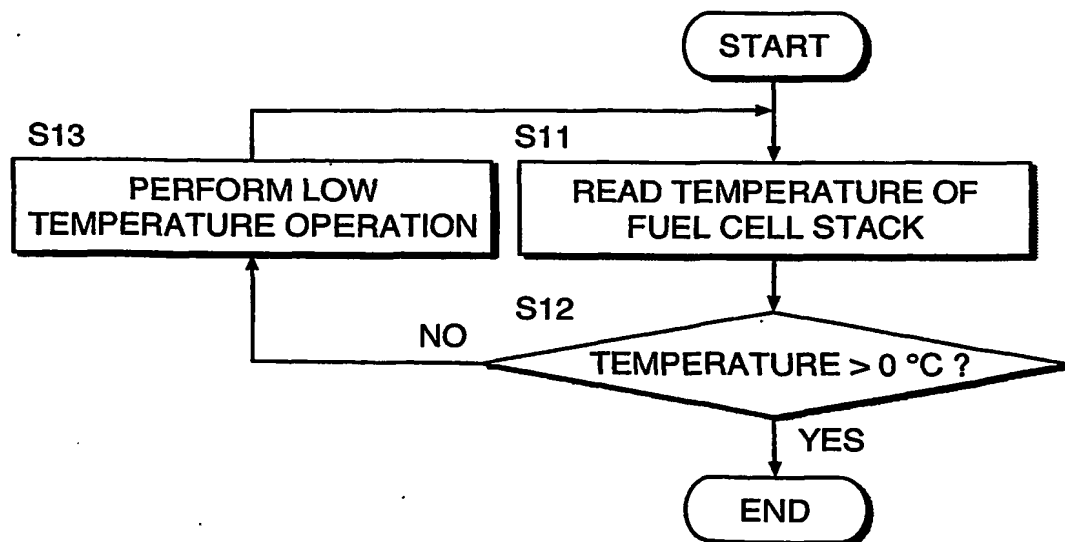 START
S13
S11
PERFORM LOW
TEMPERATURE OPERATION
READ TEMPERATURE OF
FUEL CELL STACK
S12
NO
TEMPERATURE > 0 °C ?
YES
END